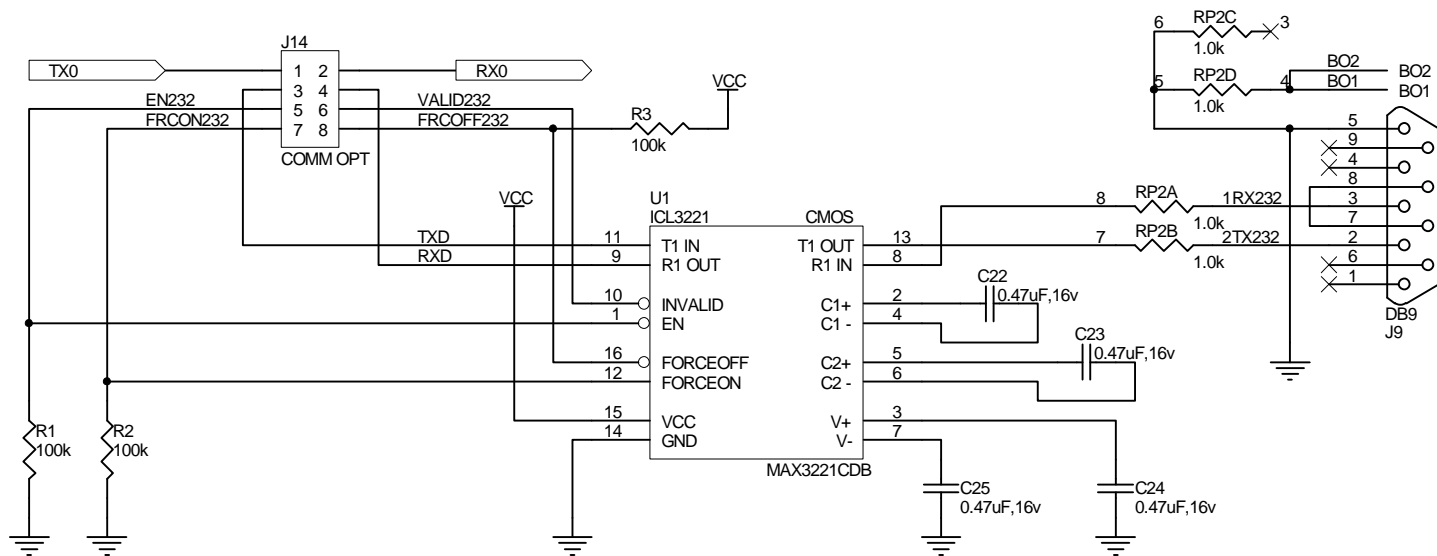 6 RP2C 3
1.0k
BO2 BO2
5 RP2D 4 BO1 BO1
1.0k
J14
TX0 1 2 RX0
3 4
EN232 5 6 VALID232
FRCON232 7 8 FRCOFF232
COMM OPT
R3
100k
VCC
5
9
4
8
3
7
2
6
1
DB9
J9
8 RP2A 1RX232
1.0k
7 RP2B 2TX232
1.0k
VCC
U1
ICL3221 CMOS
TXD 11 T1 IN T1 OUT 13
RXD 9 R1 OUT R1 IN 8
10 INVALID C1+ 2
1 EN C1 - 4
16 FORCEOFF C2+ 5
12 FORCEON C2 - 6
15 VCC V+ 3
14 GND V- 7
MAX3221CDB
C22
0.47uF,16v
C23
0.47uF,16v
R1
100k
R2
100k
C25
0.47uF,16v
C24
0.47uF,16v